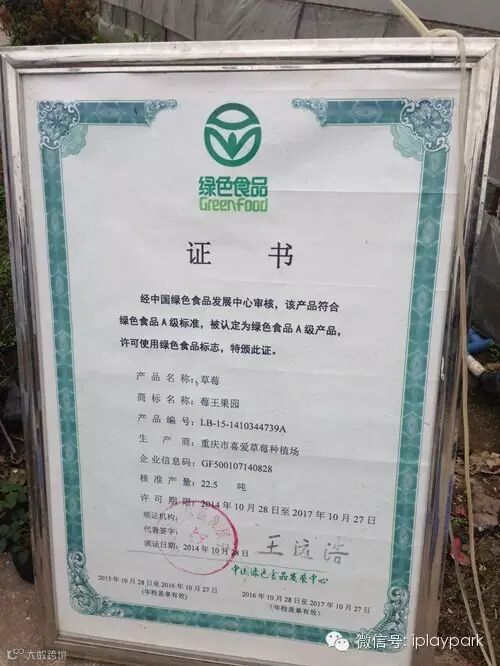 绿色食品
Greenfood
证 书
经中国绿色食品发展中心审核，该产品符合
绿色食品A级标准，被认定为绿色食品A级产品，
许可使用绿色食品标志，特颁此证。
产品名称：草莓
商标名称：莓王果园
产品编号：LB-15-1410344739A
生产商：重庆市喜爱草莓种植场
企业信息码：GF500107140828
核准产量：22.5 吨
许可期限：2014年10月28日至2017年10月27日
颁证机构：
代表签字：
王运浩
颁证日期：2014年10月28日
中国绿色食品发展中心
2015年10月28日至2016年10月27日
（年检盖章有效）
2016年10月28日至2017年10月27日
（年检盖章有效）
微信号: iplaypark
大数跨境